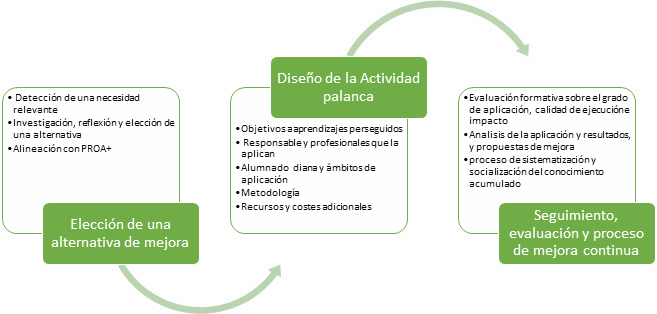 • Detección de una necesidad
relevante
• Investigación, reflexión y elección de
una alternativa
• Alineación con PROA+
Elección de una
alternativa de mejora
Diseño de la Actividad
palanca
• Objetivos a aprendizajes perseguidos
• Responsable y profesionales que la
aplican
• Alumnado diana y ámbitos de
aplicación
• Metodología
• Recursos y costes adicionales
• Evaluación formativa sobre el grado
de aplicación, calidad de ejecucióne
impacto
• Analisis de la aplicación y resultados,
y propuestas de mejora
• proceso de sistematización y
socialización del conocimiento
acumulado
Seguimiento,
evaluación y proceso
de mejora continua